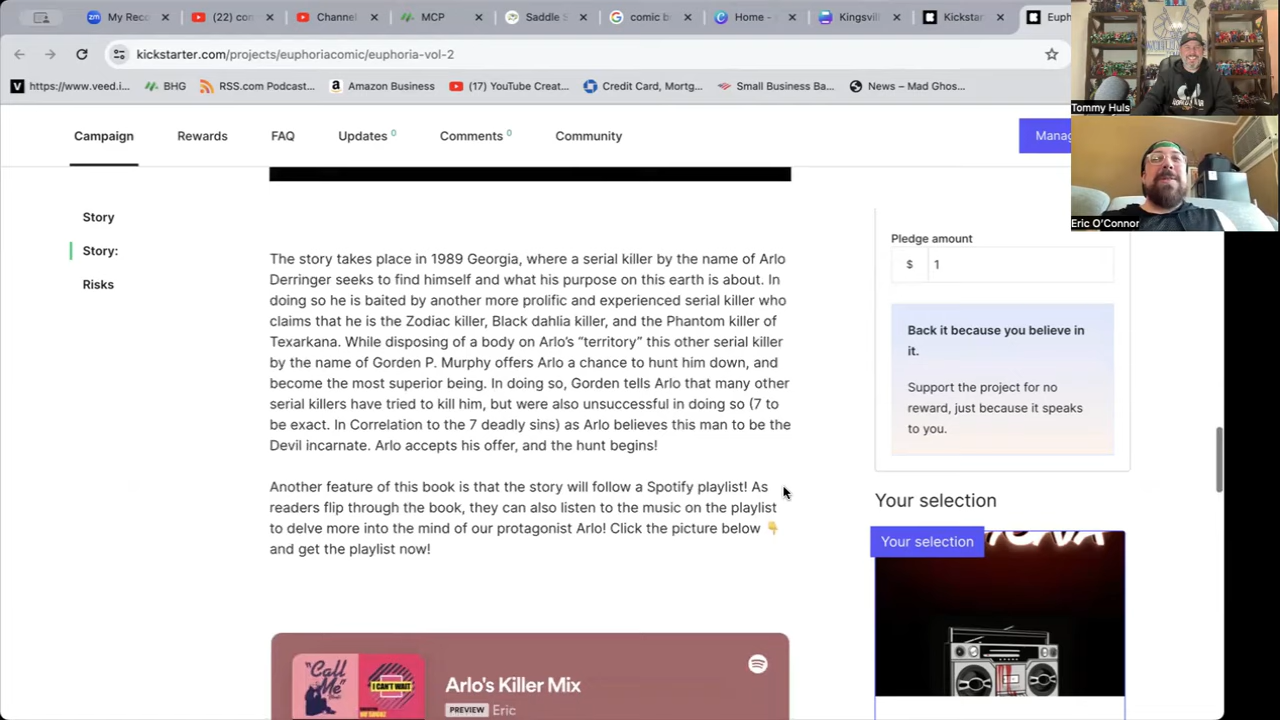 My Reco
(22) con
Channel
MCP
Saddle S
comic b
Home -
Kingsvill
Kickstar
Euph
kickstarter.com/projects/euphoriacomic/euphoria-vol-2
https://www.veed.i...
BHG
RSS.com Podcast...
Amazon Business
(17) YouTube Creat...
Credit Card, Mortg...
Small Business Ba...
News – Mad Ghos...
Tommy Huls
Eric O'Connor
Campaign
Rewards
FAQ
Updates 0
Comments 0
Community
Manag
Story
Story:
Risks
The story takes place in 1989 Georgia, where a serial killer by the name of Arlo
Derringer seeks to find himself and what his purpose on this earth is about. In
doing so he is baited by another more prolific and experienced serial killer who
claims that he is the Zodiac killer, Black dahlia killer, and the Phantom killer of
Texarkana. While disposing of a body on Arlo's “territory” this other serial killer
by the name of Gorden P. Murphy offers Arlo a chance to hunt him down, and
become the most superior being. In doing so, Gorden tells Arlo that many other
serial killers have tried to kill him, but were also unsuccessful in doing so (7 to
be exact. In Correlation to the 7 deadly sins) as Arlo believes this man to be the
Devil incarnate. Arlo accepts his offer, and the hunt begins!
Another feature of this book is that the story will follow a Spotify playlist! As
readers flip through the book, they can also listen to the music on the playlist
to delve more into the mind of our protagonist Arlo! Click the picture below 👇
and get the playlist now!
"Call
Me"
I CAN'T WAIT
Arlo's Killer Mix
PREVIEW Eric
Pledge amount
$ 1
Back it because you believe in
it.
Support the project for no
reward, just because it speaks
to you.
Your selection
Your selection